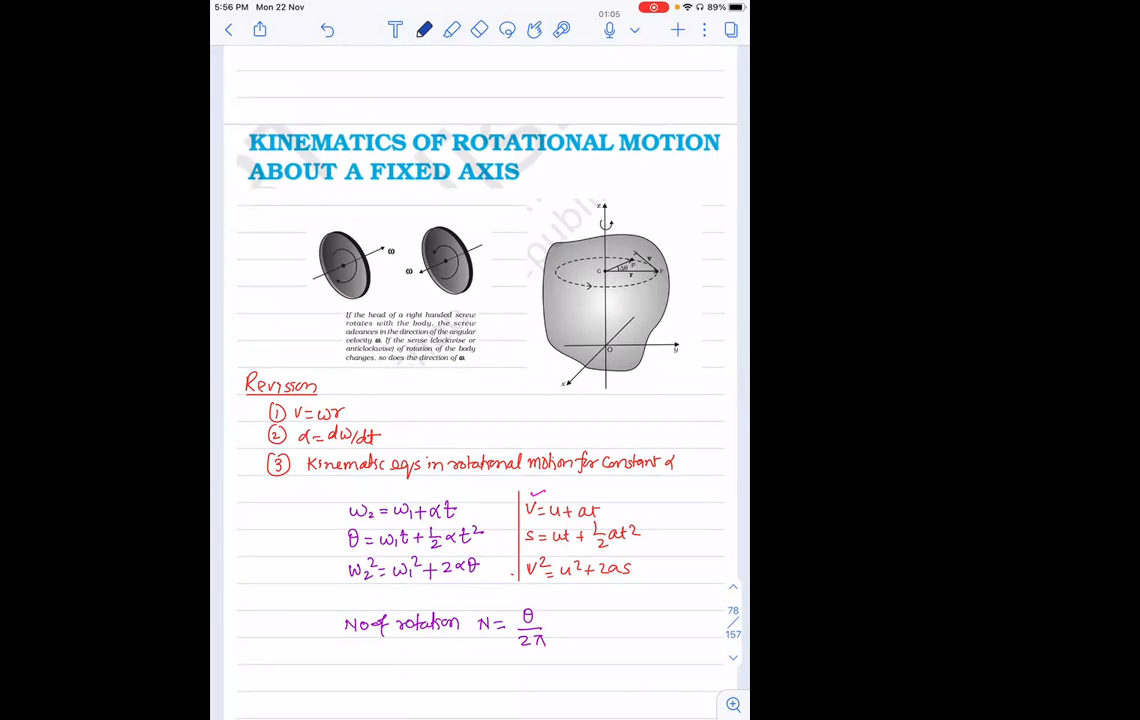 5:56 PM Mon 22 Nov
01:05
89%
KINEMATICS OF ROTATIONAL MOTION
ABOUT A FIXED AXIS
z
ω
ω
G
r
v
P
O
y
x
If the head of a right handed screw
rotates with the body, the screw
advances in the direction of the angular
velocity ω. If the sense (clockwise or
anticlockwise) of rotation of the body
changes, so does the direction of ω.
Revision
① v=ωr
② α=dω/dt
③ Kinematic eqs in rotational motion for constant α
ω₂ = ω₁ + αt
V = u + at
θ = ω₁t + 1/2 αt²
s = ut + 1/2 at²
ω₂² = ω₁² + 2αθ
v² = u² + 2as
No of rotation N = θ/2π
78
/
157